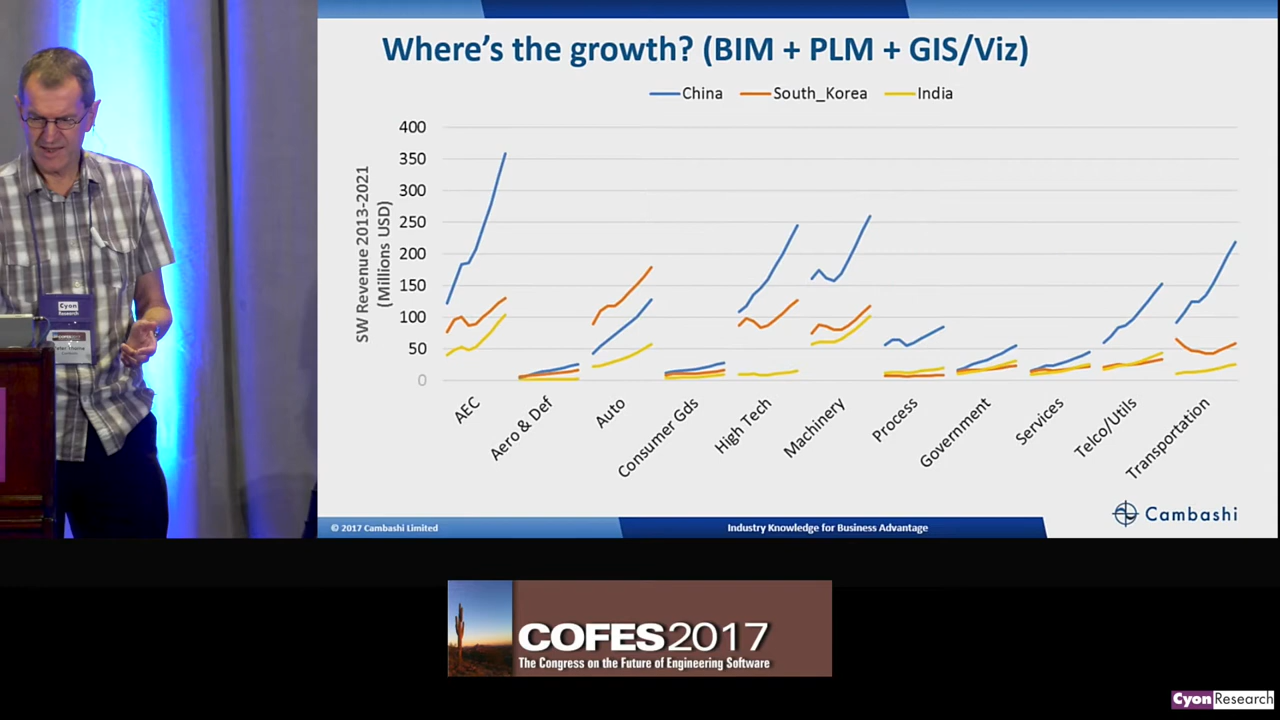 Where's the growth? (BIM + PLM + GIS/Viz)
China South_Korea India
SW Revenue 2013-2021
(Millions USD)
400
350
300
250
200
150
100
50
0
AEC
Aero & Def
Auto
Consumer Gds
High Tech
Machinery
Process
Government
Services
Telco/Utils
Transportation
© 2017 Cambashi Limited
Industry Knowledge for Business Advantage
Cambashi
Cyon
Research
COFES2017
The Congress on the Future of Engineering Software
CyonResearch